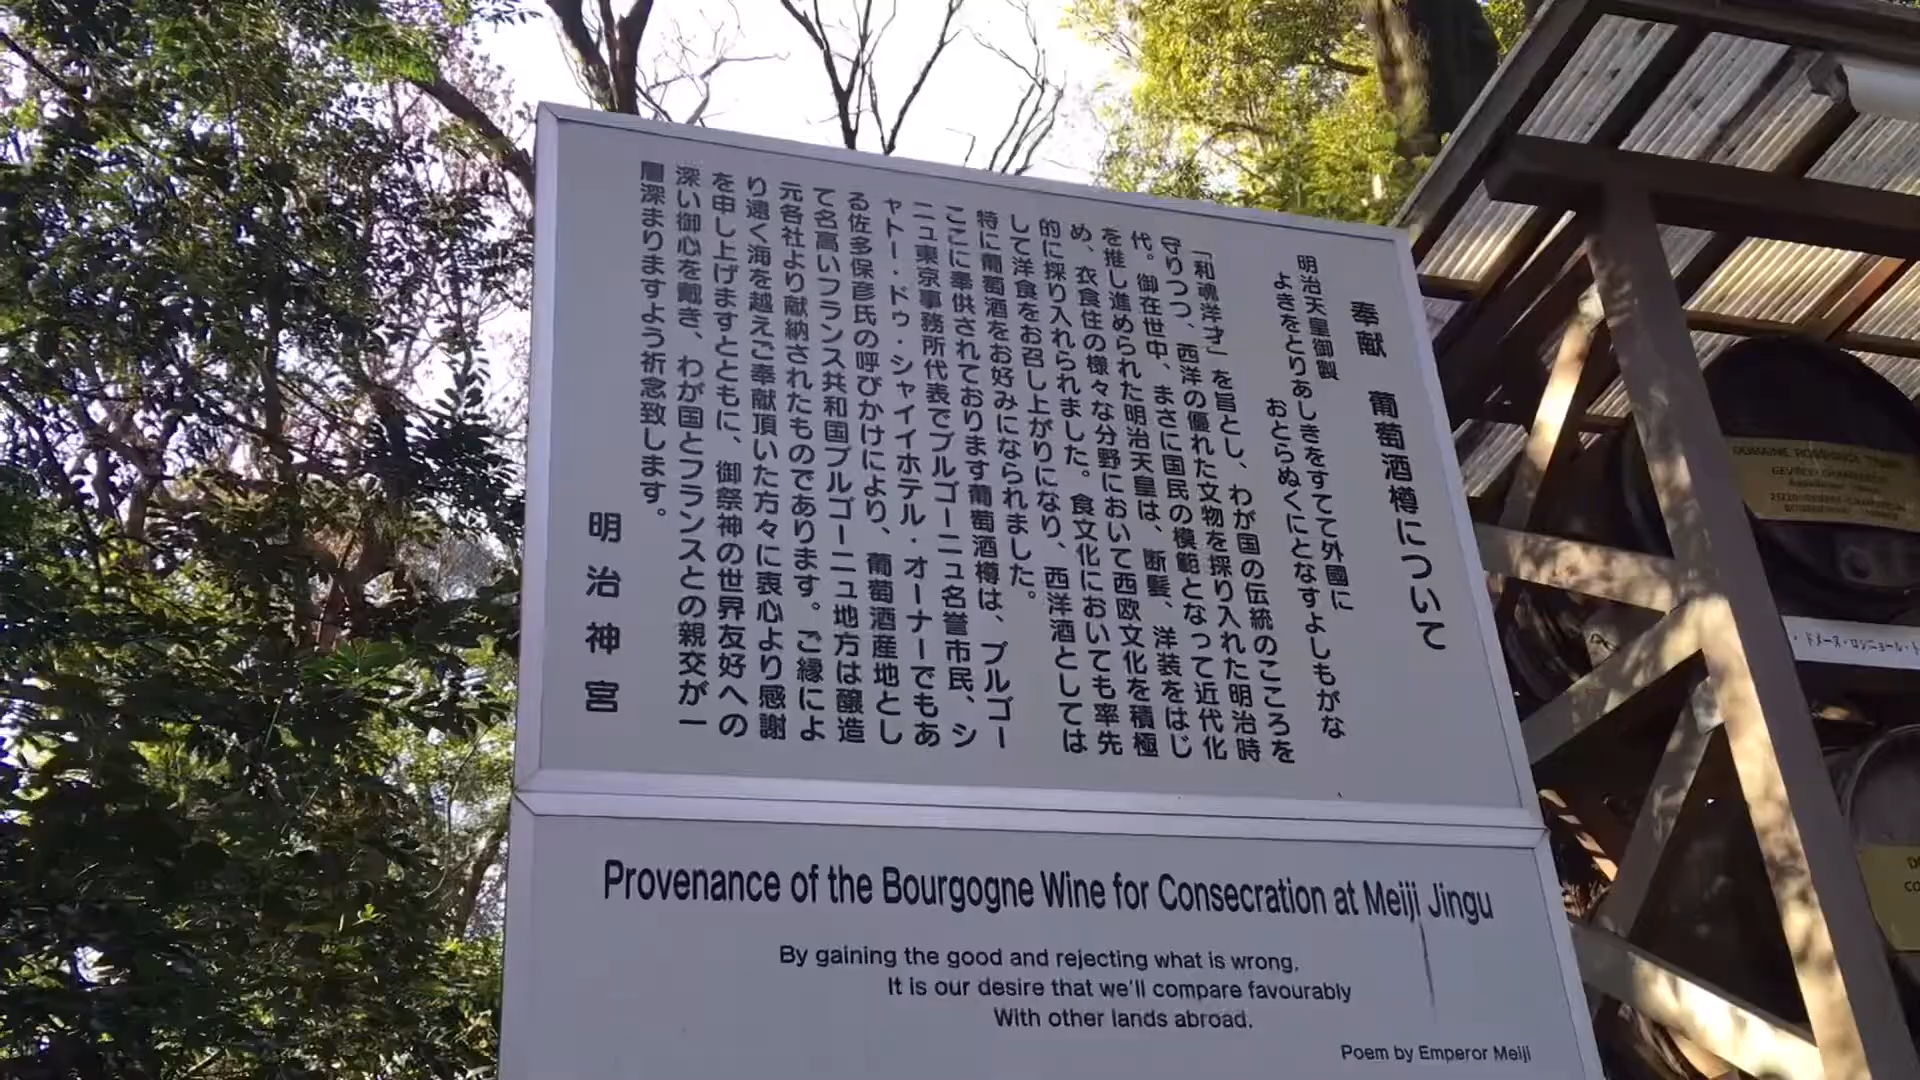 奉献 葡萄酒樽について
明治天皇御製
よきをとりあしきをすてて外國に
おとらぬくにとなすよしもがな
「和魂洋才」を旨とし、わが国の伝統のこころを
守りつつ、西洋の優れた文物を採り入れた明治時
代。御在世中、まさに国民の模範となって近代化
を推し進められた明治天皇は、断髪、洋装をはじ
め、衣食住の様々な分野において西欧文化を積極
的に採り入れられました。食文化においても率先
して洋食をお召し上がりになり、西洋酒としては
特に葡萄酒をお好みになられました。
ここに奉供されております葡萄酒樽は、ブルゴー
ニュ東京事務所代表でブルゴーニュ名誉市民、シ
ャトー・ドゥ・シャイイホテル・オーナーでもあ
る佐多保彦氏の呼びかけにより、葡萄酒産地とし
て名高いフランス共和国ブルゴーニュ地方は醸造
元各社より献納されたものであります。ご縁によ
り遠く海を越えご奉献頂いた方々に衷心より感謝
を申し上げますとともに、御祭神の世界友好への
深い御心を戴き、わが国とフランスとの親交が一
層深まりますよう祈念致します。
明治神宮
Provenance of the Bourgogne Wine for Consecration at Meiji Jingu
By gaining the good and rejecting what is wrong,
It is our desire that we'll compare favourably
With other lands abroad.
Poem by Emperor Meiji